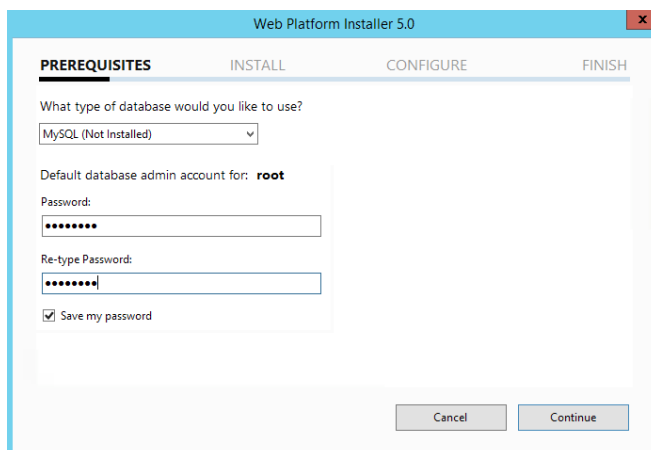 Web Platform Installer 5.0
x
PREREQUISITES INSTALL CONFIGURE FINISH
What type of database would you like to use?
MySQL (Not Installed)
Default database admin account for: root
Password:
••••••••
Re-type Password:
••••••••
Save my password
Cancel Continue